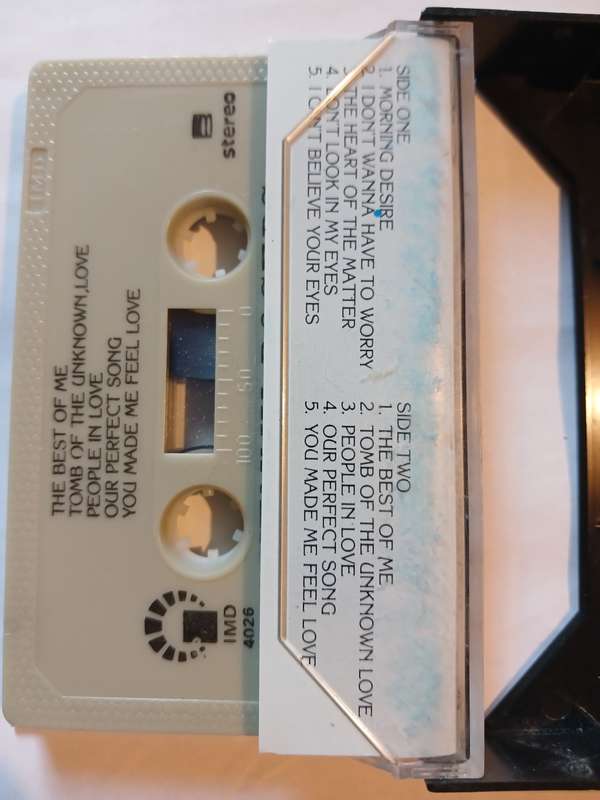 SIDE ONE
1. MORNING DESIRE
2. I DON'T WANNA HAVE TO WORRY
3. THE HEART OF THE MATTER
4. DON'T LOOK IN MY EYES
5. I CAN'T BELIEVE YOUR EYES
SIDE TWO
1. THE BEST OF ME
2. TOMB OF THE UNKNOWN LOVE
3. PEOPLE IN LOVE
4. OUR PERFECT SONG
5. YOU MADE ME FEEL LOVE
stereo
0 50 100
IMD
4026
THE BEST OF ME
TOMB OF THE UNKNOWN,LOVE
PEOPLE IN LOVE
OUR PERFECT SONG
YOU MADE ME FEEL LOVE
IMD